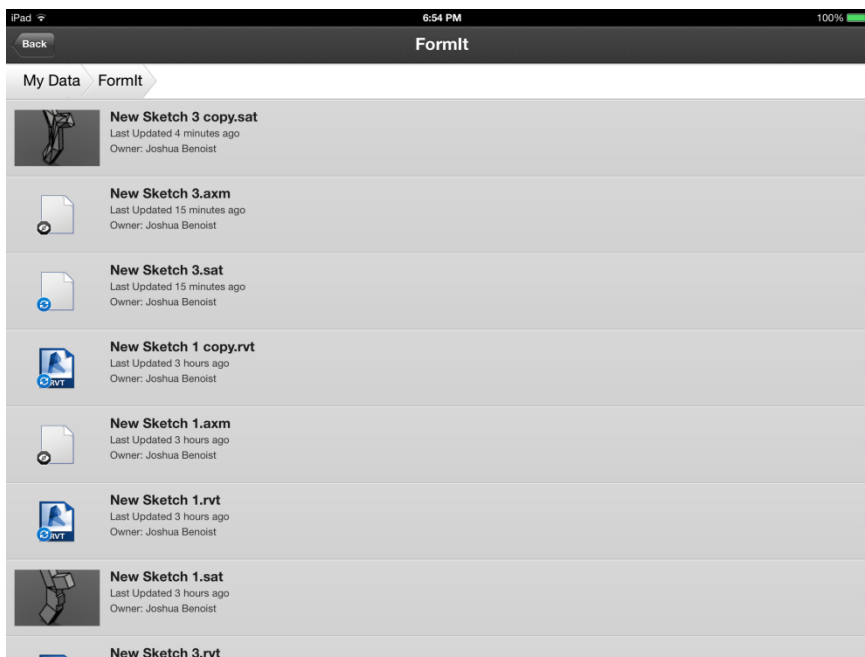 iPad 6:54 PM 100%
Back FormIt
My Data FormIt
New Sketch 3 copy.sat
Last Updated 4 minutes ago
Owner: Joshua Benoist
New Sketch 3.axm
Last Updated 15 minutes ago
Owner: Joshua Benoist
New Sketch 3.sat
Last Updated 15 minutes ago
Owner: Joshua Benoist
New Sketch 1 copy.rvt
Last Updated 3 hours ago
Owner: Joshua Benoist
RVT
New Sketch 1.axm
Last Updated 3 hours ago
Owner: Joshua Benoist
New Sketch 1.rvt
Last Updated 3 hours ago
Owner: Joshua Benoist
RVT
New Sketch 1.sat
Last Updated 3 hours ago
Owner: Joshua Benoist
New Sketch 3.rvt